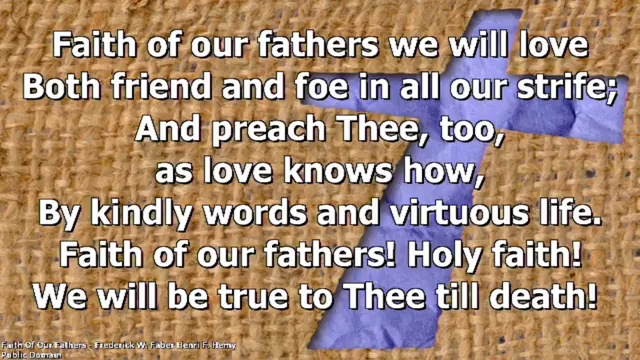 Faith of our fathers we will love
Both friend and foe in all our strife;
And preach Thee, too,
as love knows how,
By kindly words and virtuous life.
Faith of our fathers! Holy faith!
We will be true to Thee till death!
Faith Of Our Fathers - Frederick W. Faber Henri F. Hemy
Public Domain